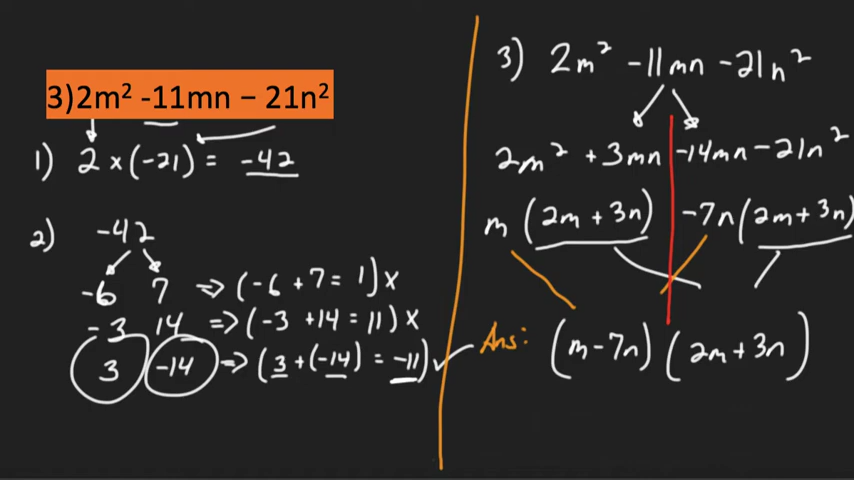 3)2m² -11mn – 21n²
1) 2 x (-21) = -42
2) -42
-6 7 => (-6 + 7 = 1) x
-3 14 => (-3 + 14 = 11) x
3 -14 => (3 + (-14) = -11) ✓
3) 2m² -11mn -21n²
2m² +3mn -14mn -21n²
m (2m + 3n) -7n (2m + 3n)
Ans: (m - 7n) (2m + 3n)